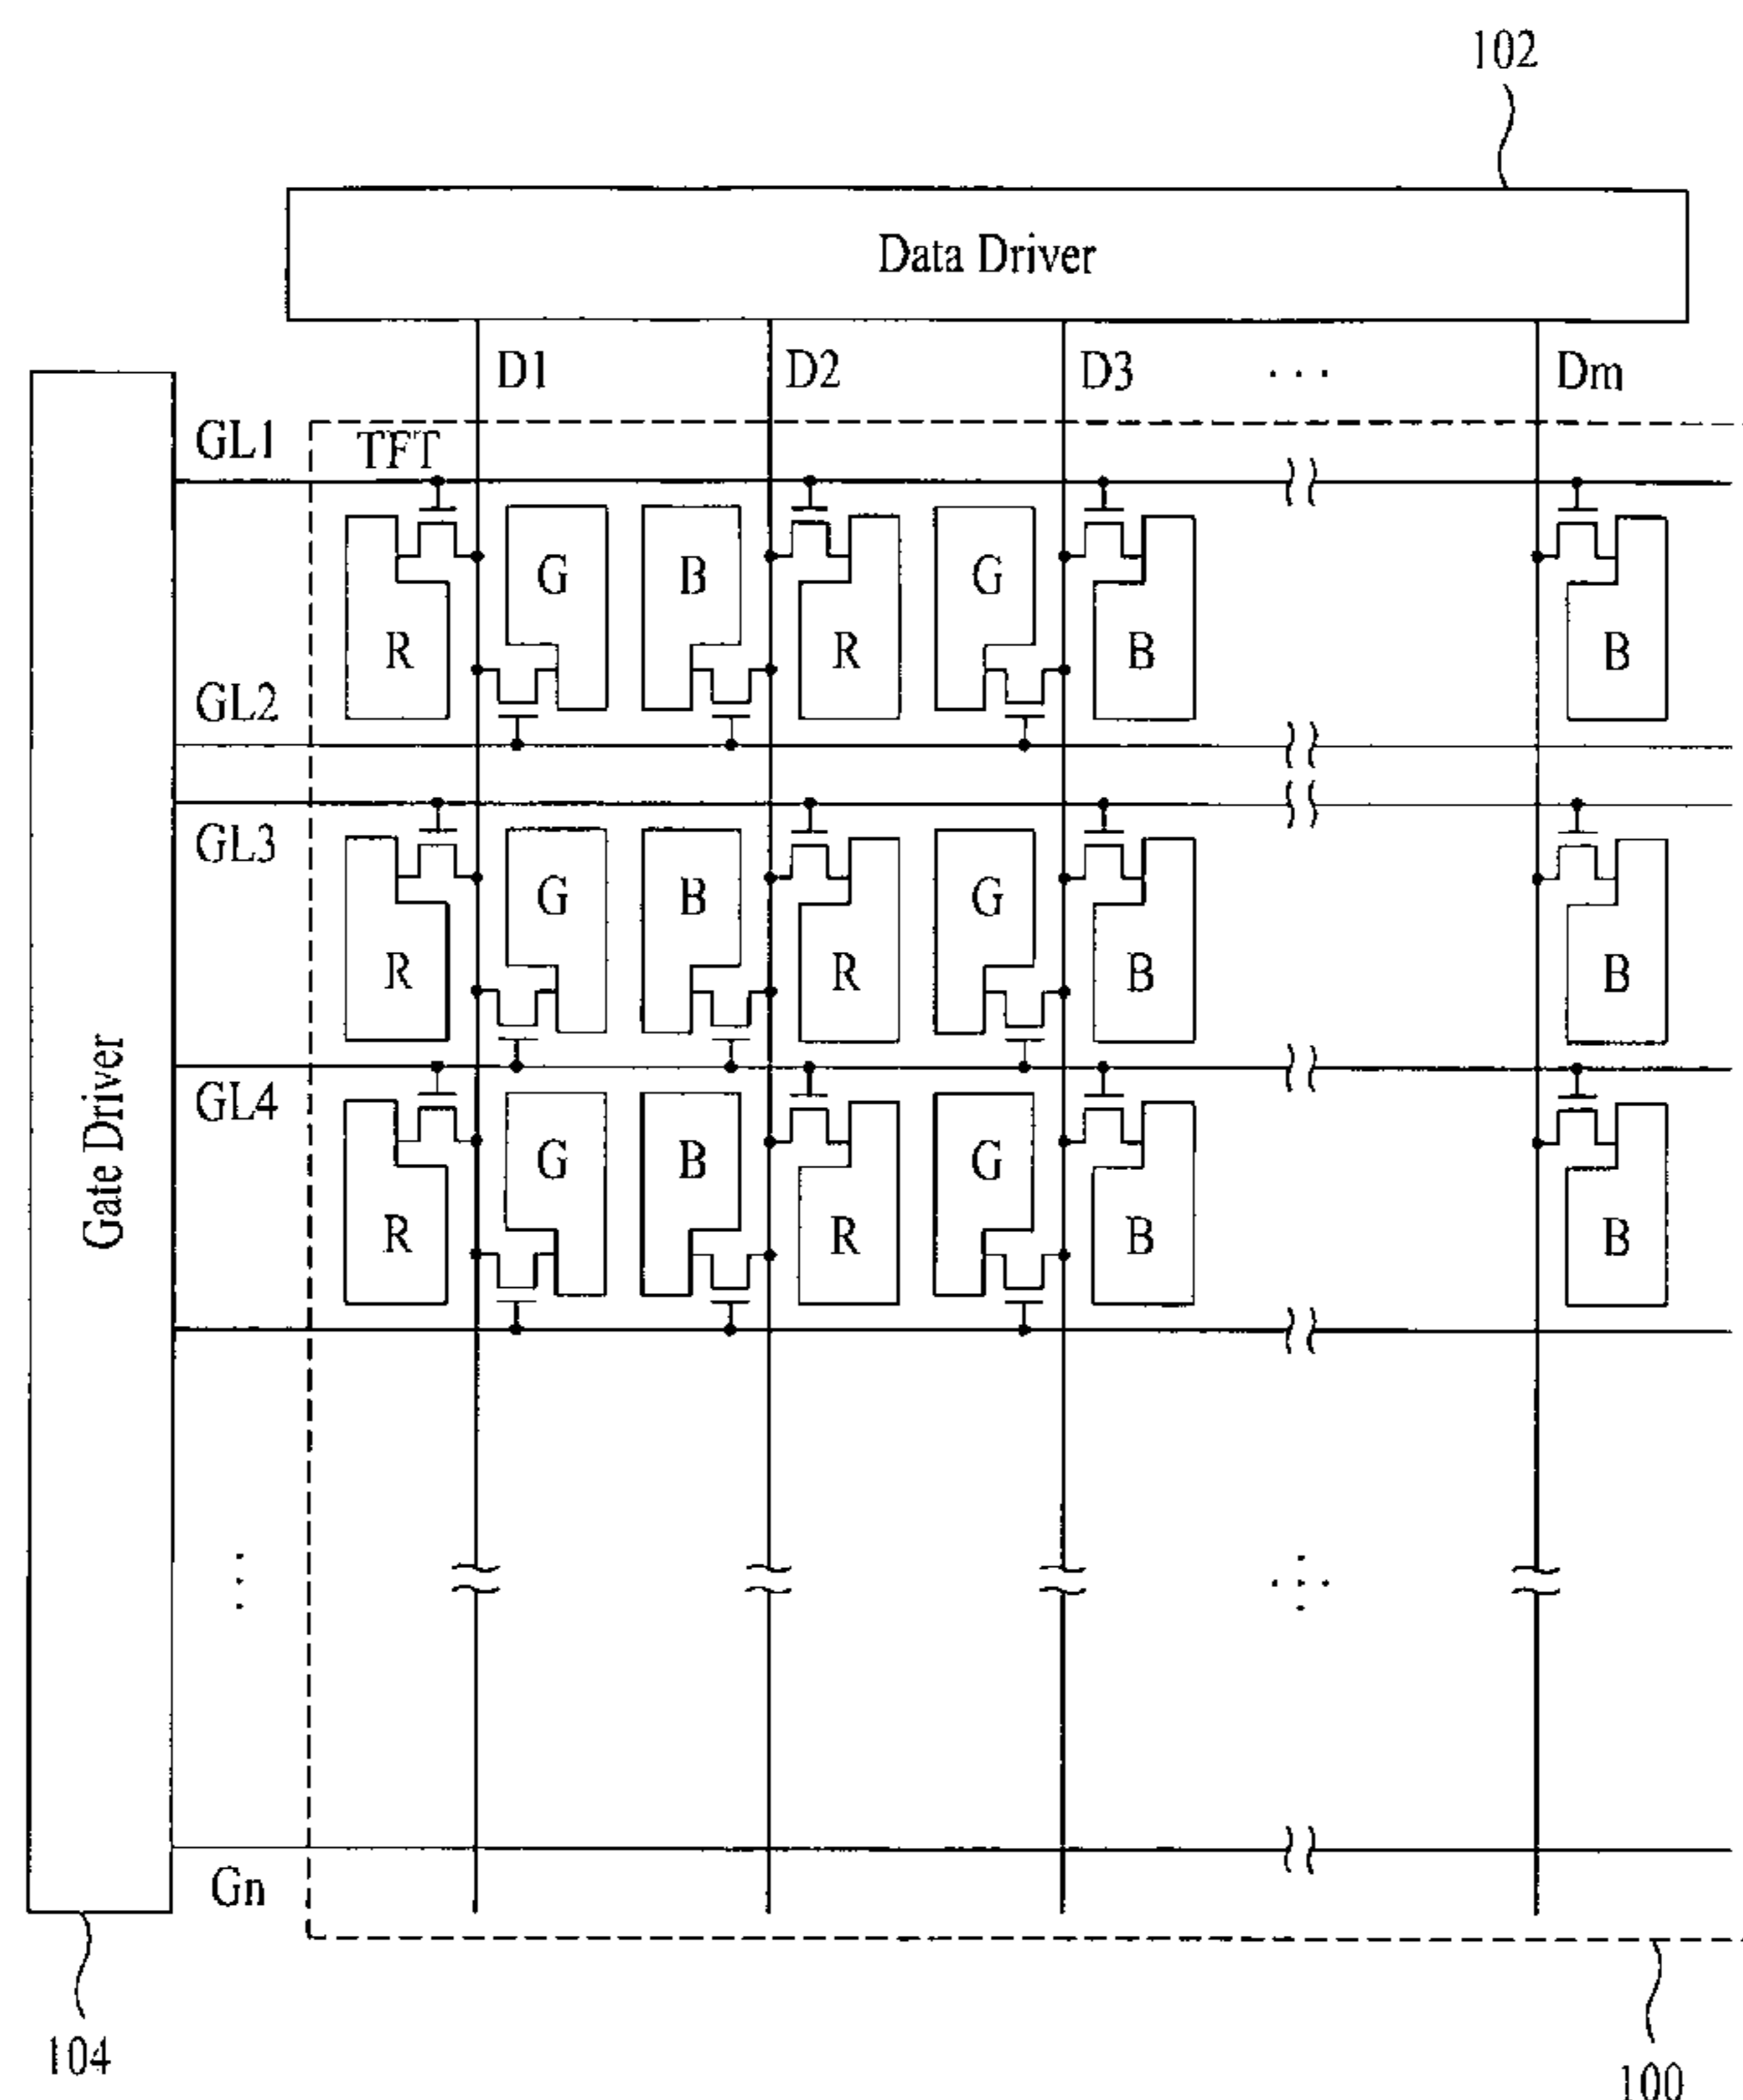 102
Data Driver
D1 D2 D3 ... Dm
GL1
TFT
G B G
R R B B
GL2
GL3
G B G
R R B B
GL4
G B G
R R B B
Gate Driver
Gn
104
100